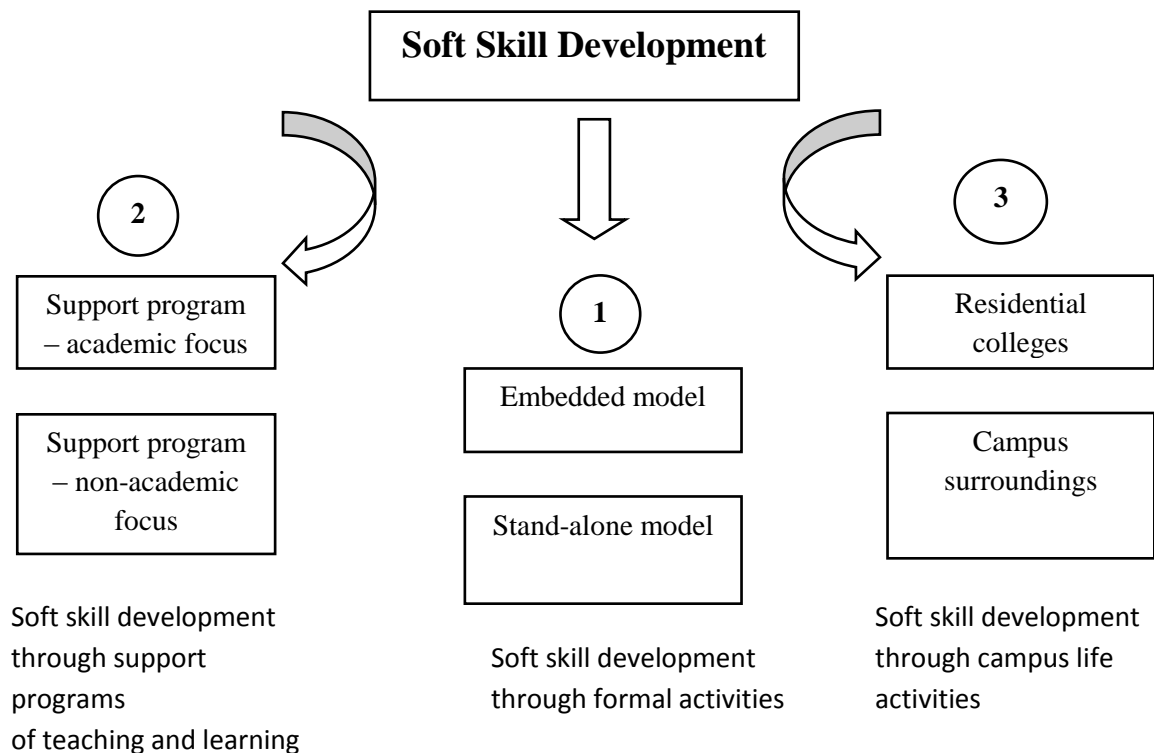 Soft Skill Development
2
Support program
– academic focus
Support program
– non-academic
focus
Soft skill development
through support
programs
of teaching and learning
1
Embedded model
Stand-alone model
Soft skill development
through formal activities
3
Residential
colleges
Campus
surroundings
Soft skill development
through campus life
activities